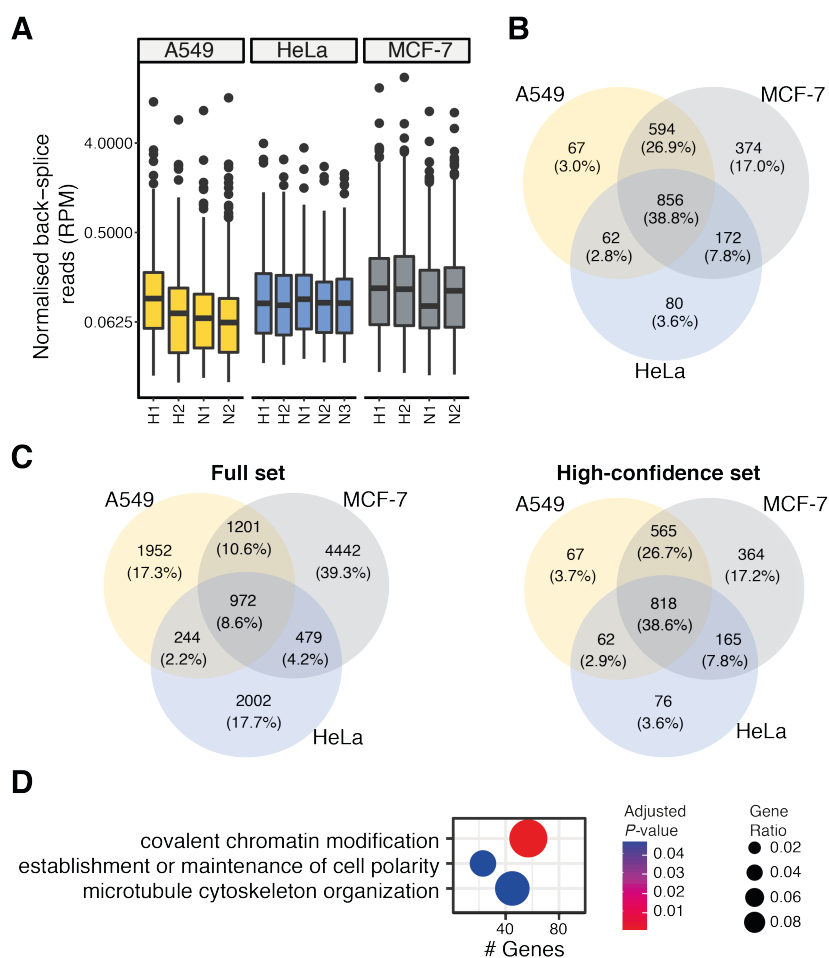 A
A549
HeLa
MCF-7
Normalised back−splice
reads (RPM)
4.0000
0.5000
0.0625
H1
H2
N1
N2
H1
H2
N1
N2
N3
H1
H2
N1
N2
B
A549
MCF-7
594
(26.9%)
67
(3.0%)
374
(17.0%)
856
(38.8%)
62
(2.8%)
172
(7.8%)
80
(3.6%)
HeLa
C
Full set
A549
MCF-7
1201
(10.6%)
1952
(17.3%)
4442
(39.3%)
972
(8.6%)
244
(2.2%)
479
(4.2%)
2002
(17.7%)
HeLa
High-confidence set
A549
MCF-7
565
(26.7%)
67
(3.7%)
364
(17.2%)
818
(38.6%)
62
(2.9%)
165
(7.8%)
76
(3.6%)
HeLa
D
covalent chromatin modification
establishment or maintenance of cell polarity
microtubule cytoskeleton organization
40
80
# Genes
Adjusted
P-value
0.04
0.03
0.02
0.01
Gene
Ratio
0.02
0.04
0.06
0.08